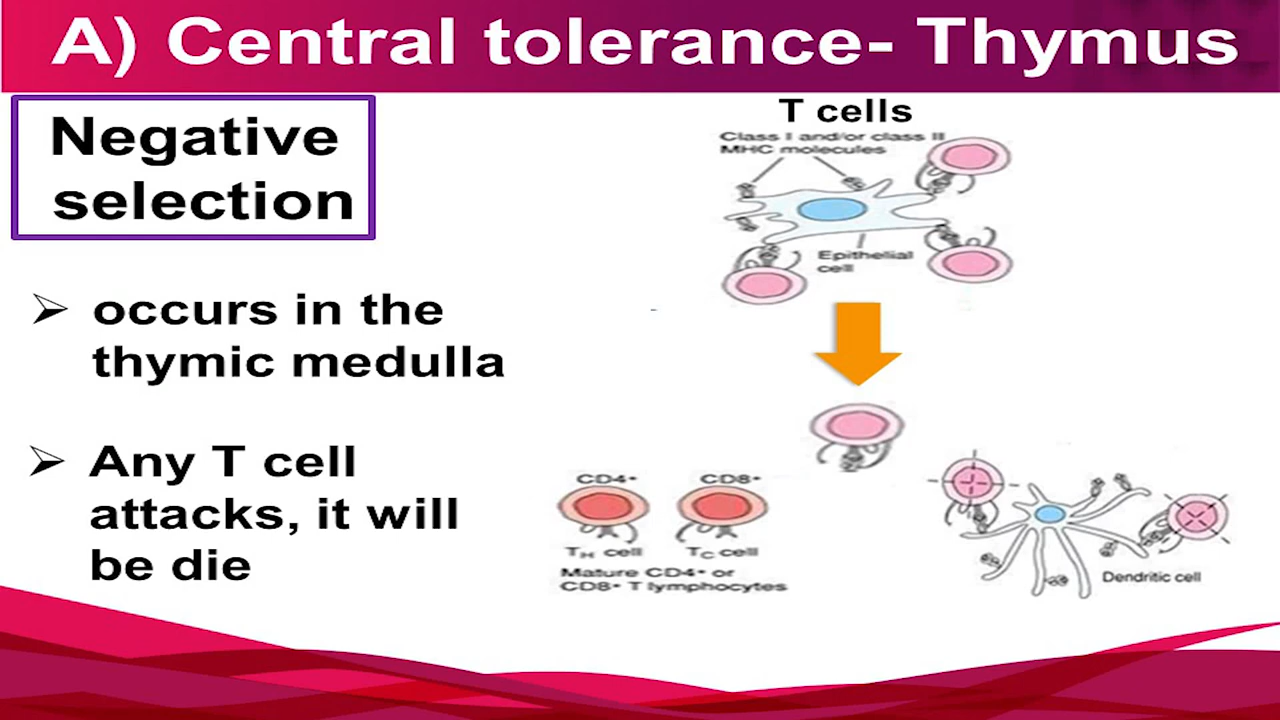 A) Central tolerance- Thymus
Negative
selection
occurs in the
thymic medulla
Any T cell
attacks, it will
be die
T cells
Class I and/or class II
MHC molecules
Epithelial
cell
CD4+
CD8+
TH cell
TC cell
Mature CD4+ or
CD8+ T lymphocytes
Dendritic cell